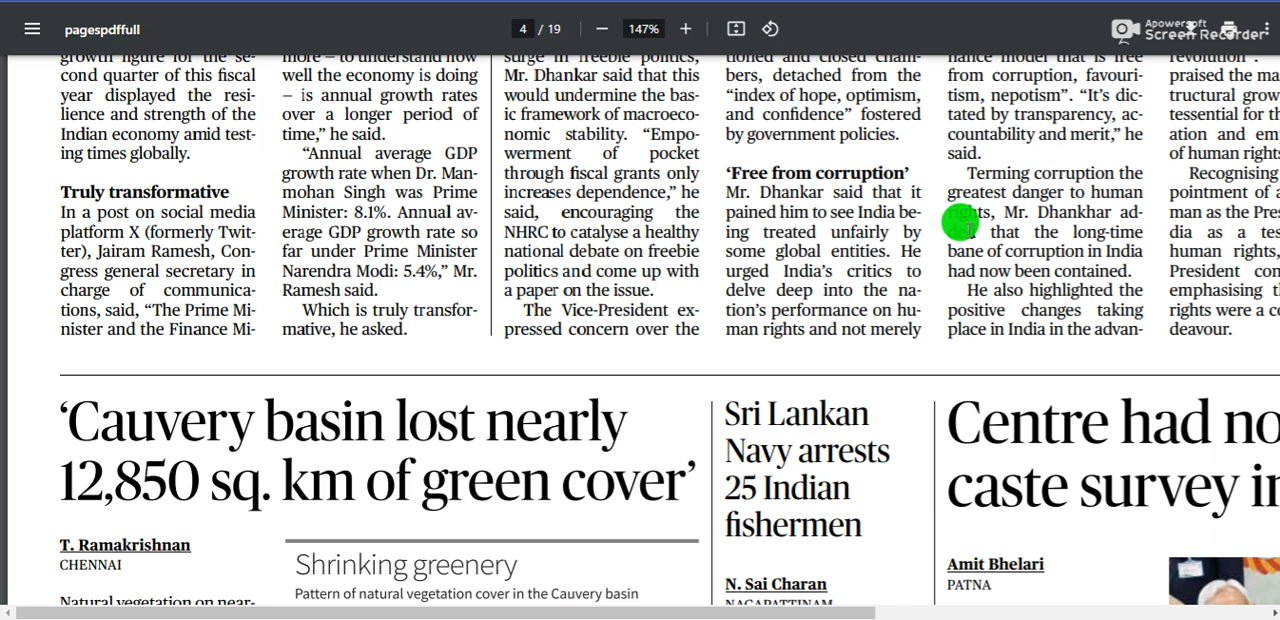 pagespdffull
4 / 19
147%
Apowersoft
Screen Recorder
growth figure for the se-
cond quarter of this fiscal
year displayed the resi-
lience and strength of the
Indian economy amid test-
ing times globally.
Truly transformative
In a post on social media
platform X (formerly Twit-
ter), Jairam Ramesh, Con-
gress general secretary in
charge of communica-
tions, said, “The Prime Mi-
nister and the Finance Mi-
more – to understand how
well the economy is doing
– is annual growth rates
over a longer period of
time,” he said.
“Annual average GDP
growth rate when Dr. Man-
mohan Singh was Prime
Minister: 8.1%. Annual av-
erage GDP growth rate so
far under Prime Minister
Narendra Modi: 5.4%,” Mr.
Ramesh said.
Which is truly transfor-
mative, he asked.
surge in freebie politics,
Mr. Dhankar said that this
would undermine the bas-
ic framework of macroeco-
nomic stability. “Empo-
werment of pocket
through fiscal grants only
increases dependence,” he
said, encouraging the
NHRC to catalyse a healthy
national debate on freebie
politics and come up with
a paper on the issue.
The Vice-President ex-
pressed concern over the
tioned and closed cham-
bers, detached from the
“index of hope, optimism,
and confidence” fostered
by government policies.
‘Free from corruption’
Mr. Dhankar said that it
pained him to see India be-
ing treated unfairly by
some global entities. He
urged India’s critics to
delve deep into the na-
tion’s performance on hu-
man rights and not merely
nance model that is free
from corruption, favouri-
tism, nepotism”. “It’s dic-
tated by transparency, ac-
countability and merit,” he
said.
Terming corruption the
greatest danger to human
rights, Mr. Dhankhar ad-
ded that the long-time
bane of corruption in India
had now been contained.
He also highlighted the
positive changes taking
place in India in the advan-
revolution”.
praised the ma
tructural grow
tessential for th
ation and em
of human rights
Recognising
pointment of a
man as the Pres
dia as a tes
human rights,
President con
emphasising th
rights were a co
deavour.
‘Cauvery basin lost nearly
12,850 sq. km of green cover’
T. Ramakrishnan
CHENNAI
Natural vegetation on near-
Shrinking greenery
Pattern of natural vegetation cover in the Cauvery basin
Sri Lankan
Navy arrests
25 Indian
fishermen
N. Sai Charan
NAGAPATTINAM
Centre had no
caste survey in
Amit Bhelari
PATNA